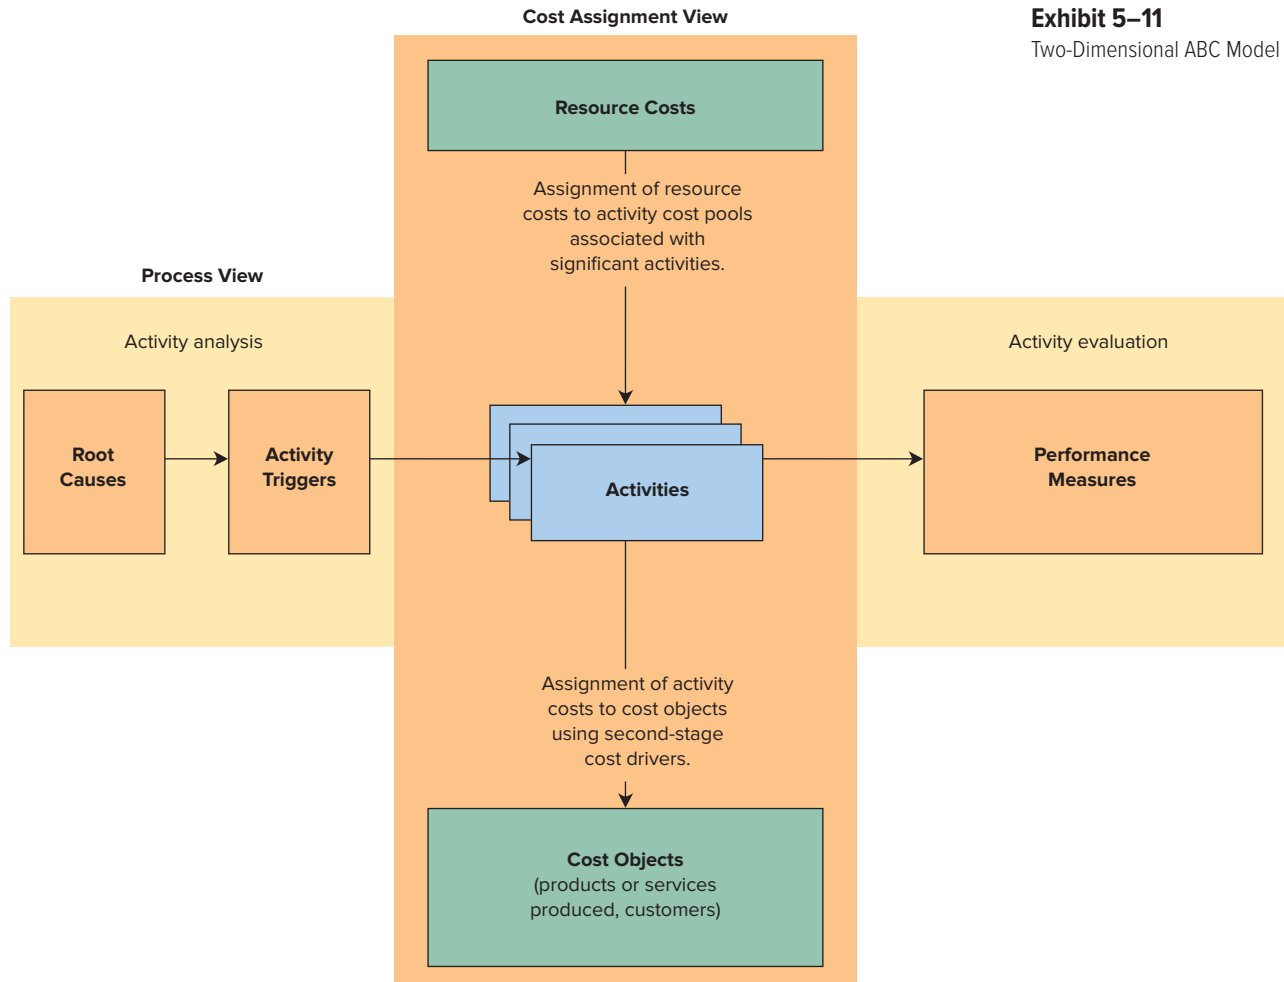 Cost Assignment View
Exhibit 5–11
Two-Dimensional ABC Model
Resource Costs
Assignment of resource
costs to activity cost pools
associated with
significant activities.
Process View
Activity analysis
Activity evaluation
Root
Causes
Activity
Triggers
Activities
Performance
Measures
Assignment of activity
costs to cost objects
using second-stage
cost drivers.
Cost Objects
(products or services
produced, customers)